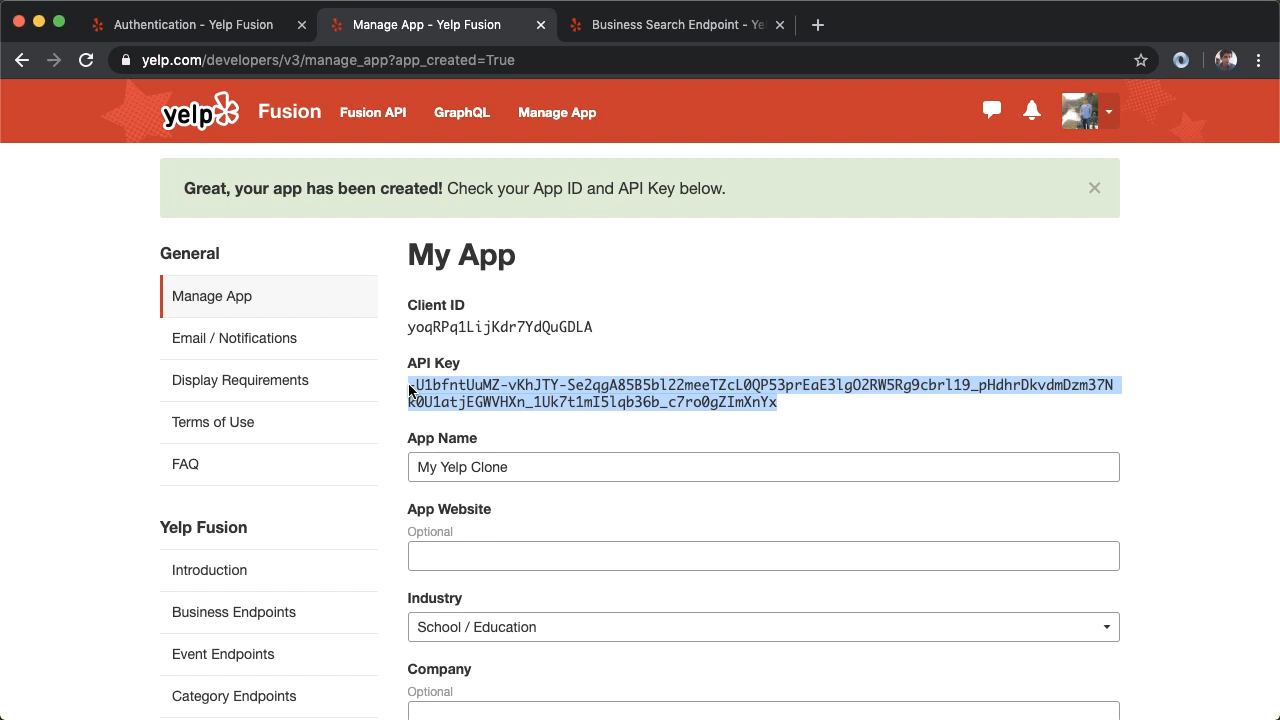 Authentication - Yelp Fusion
Manage App - Yelp Fusion
Business Search Endpoint - Ye
yelp.com/developers/v3/manage_app?app_created=True
yelp
Fusion
Fusion API
GraphQL
Manage App
Great, your app has been created! Check your App ID and API Key below.
General
Manage App
Email / Notifications
Display Requirements
Terms of Use
FAQ
Yelp Fusion
Introduction
Business Endpoints
Event Endpoints
Category Endpoints
My App
Client ID
yoqRPq1LijKdr7YdQuGDLA
API Key
-U1bfntUuMZ-vKhJTY-Se2qgA85B5bl22meeTZcL0QP53prEaE3lgO2RW5Rg9cbrl19_pHdhrDkvdmDzm37N
k0U1atjEGWVHXn_1Uk7t1mI5lqb36b_c7ro0gZImXnYx
App Name
My Yelp Clone
App Website
Optional
Industry
School / Education
Company
Optional